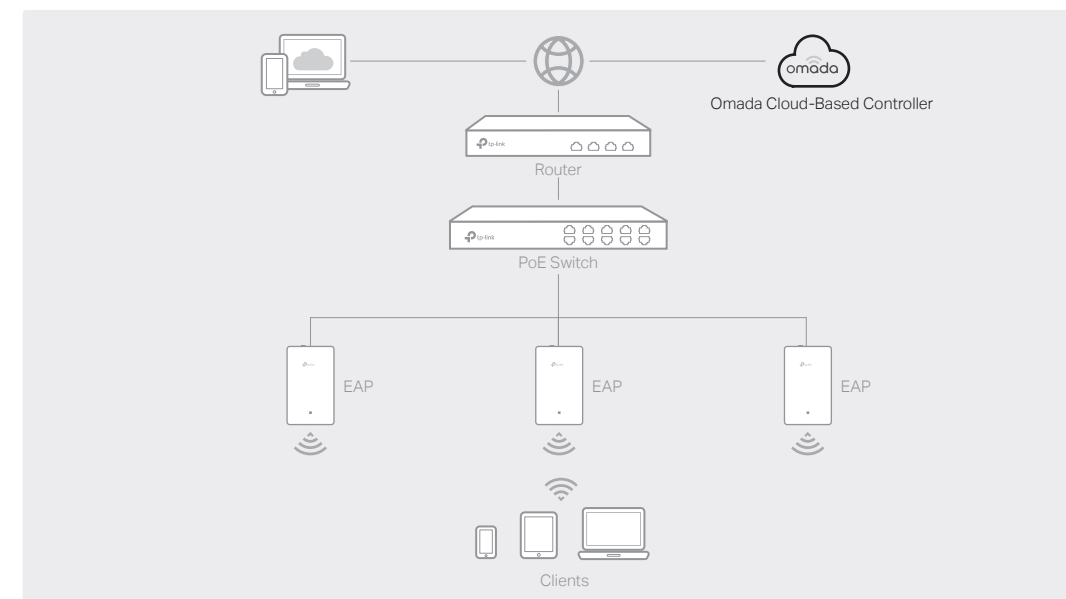 omada
Omada Cloud-Based Controller
tp-link
Router
tp-link
PoE Switch
EAP
EAP
EAP
Clients